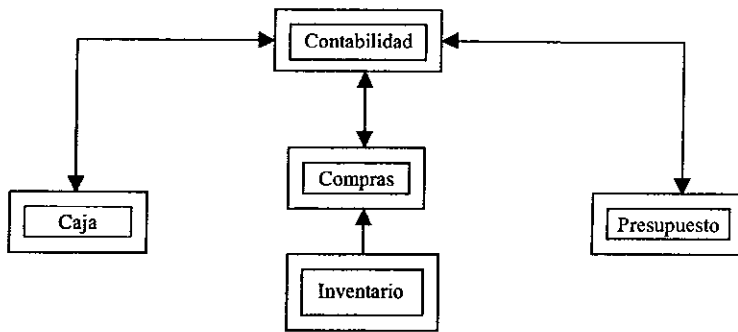 Contabilidad
Compras
Caja
Presupuesto
Inventario